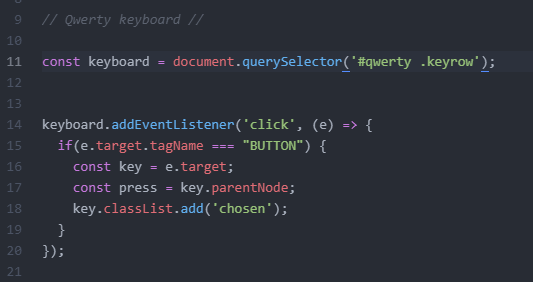 9 // Qwerty keyboard //
10
11 const keyboard = document.querySelector('#qwerty .keyrow');
12
13
14 keyboard.addEventListener('click', (e) => {
15   if(e.target.tagName === "BUTTON") {
16     const key = e.target;
17     const press = key.parentNode;
18     key.classList.add('chosen');
19   }
20 });
21